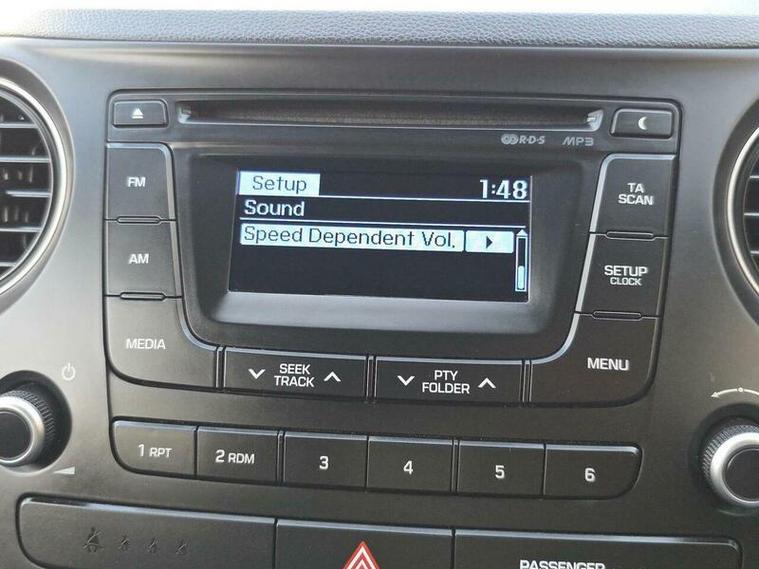 R·D·S MP3
FM
AM
MEDIA
Setup 1:48
Sound
Speed Dependent Vol.
TA
SCAN
SETUP
CLOCK
MENU
SEEK
TRACK
PTY
FOLDER
1 RPT
2 RDM
3
4
5
6
PASSENGER